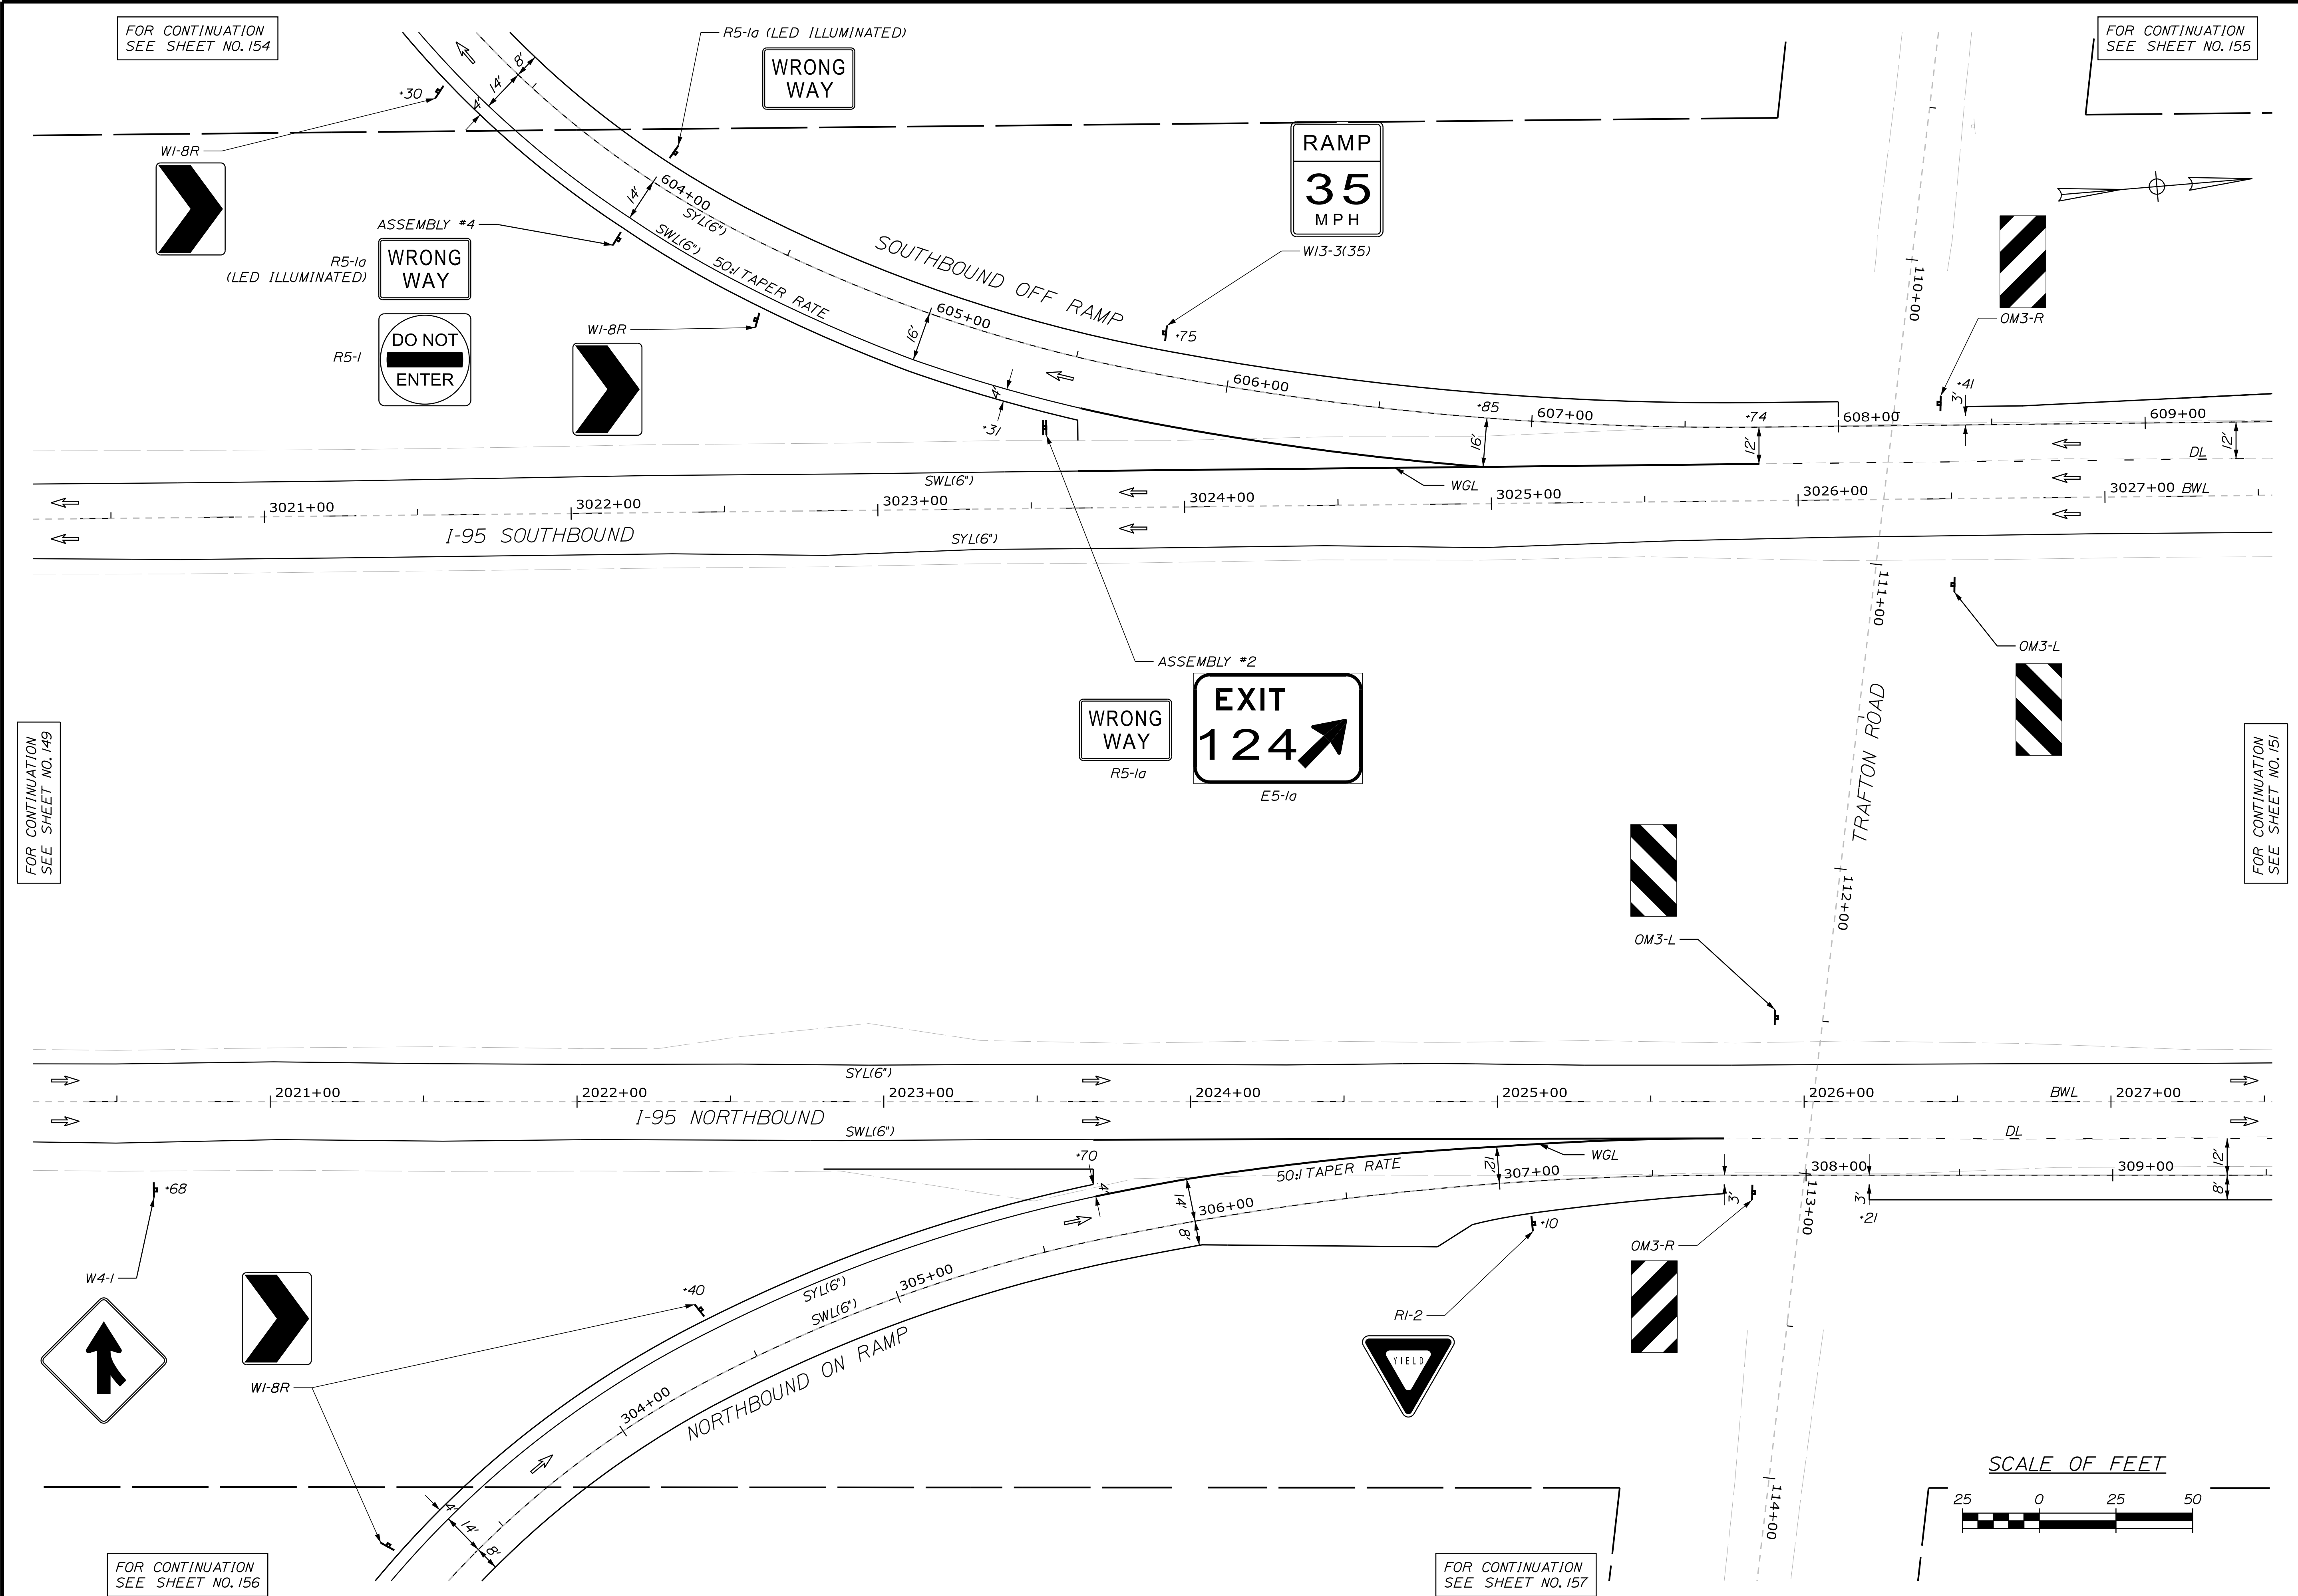 FOR CONTINUATION
SEE SHEET NO. 154
R5-1a (LED ILLUMINATED)
WRONG
WAY
FOR CONTINUATION
SEE SHEET NO. 155
8'
14'
4'
+30
W1-8R
RAMP
35
MPH
W13-3(35)
604+00
14'
SYL(6")
SWL(6")
50:1 TAPER RATE
ASSEMBLY #4
R5-1a
(LED ILLUMINATED)
WRONG
WAY
R5-1
DO NOT
ENTER
W1-8R
SOUTHBOUND OFF RAMP
605+00
16'
+75
110+00
OM3-R
606+00
4'
+31
+85
607+00
16'
+74
12'
608+00
+41
3'
609+00
12'
DL
SWL(6")
WGL
3021+00
3022+00
3023+00
3024+00
3025+00
3026+00
3027+00
BWL
I-95 SOUTHBOUND
SYL(6")
111+00
OM3-L
ASSEMBLY #2
WRONG
WAY
R5-1a
EXIT
124
E5-1a
TRAFTON ROAD
FOR CONTINUATION
SEE SHEET NO. 149
FOR CONTINUATION
SEE SHEET NO. 151
112+00
OM3-L
SYL(6")
2021+00
2022+00
2023+00
2024+00
2025+00
2026+00
BWL
2027+00
I-95 NORTHBOUND
SWL(6")
DL
+70
4'
50:1 TAPER RATE
12'
WGL
307+00
308+00
309+00
12'
8'
+68
14'
306+00
8'
3'
3'
+21
113+00
+10
OM3-R
W4-1
+40
305+00
SYL(6")
SWL(6")
R1-2
YIELD
W1-8R
304+00
NORTHBOUND ON RAMP
4'
14'
8'
114+00
SCALE OF FEET
25 0 25 50
FOR CONTINUATION
SEE SHEET NO. 156
FOR CONTINUATION
SEE SHEET NO. 157